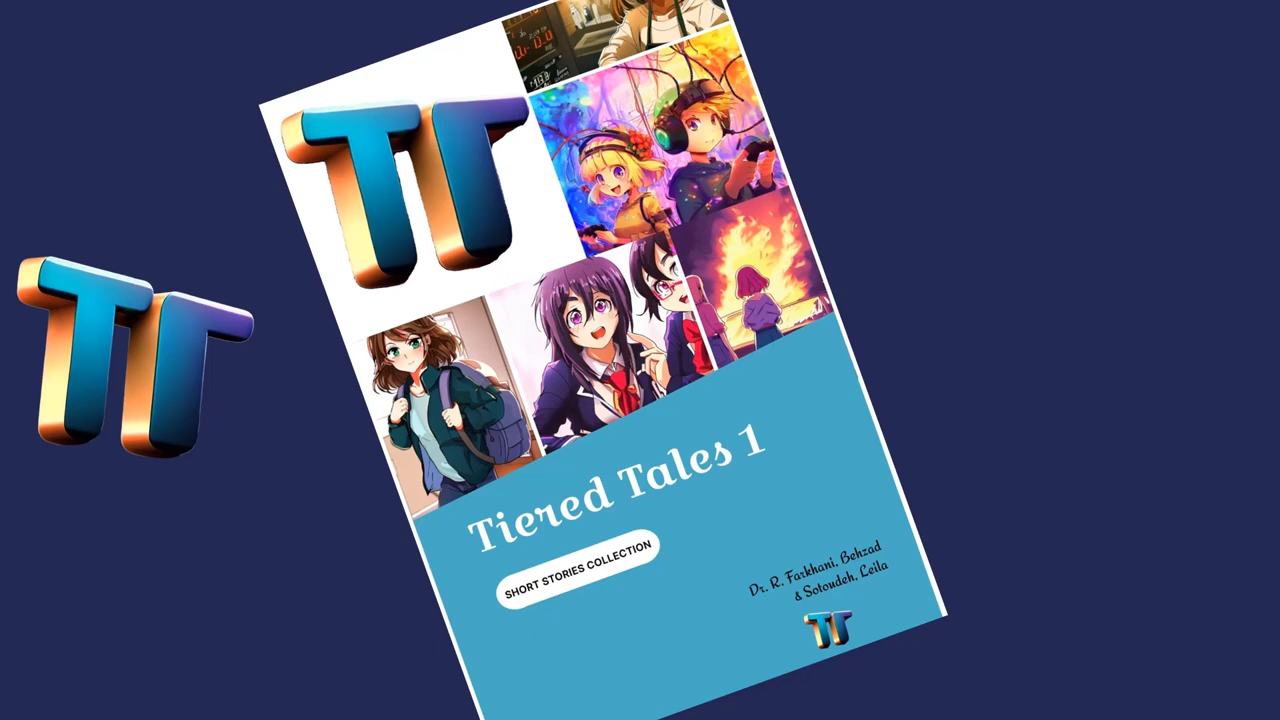 TT
TT
Tiered Tales 1
SHORT STORIES COLLECTION
Dr. R. Farkhani, Behzad
& Sotoudeh, Leila
TT